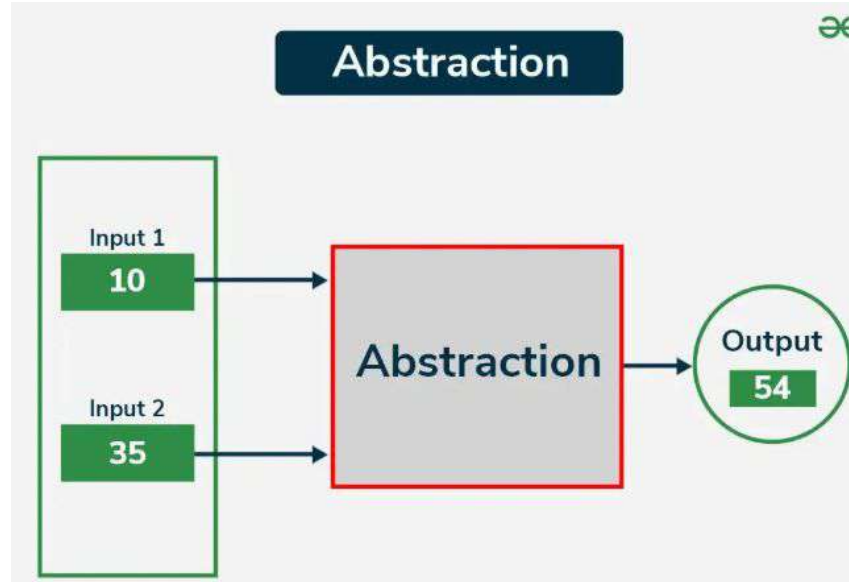 Abstraction
Input 1
10
Input 2
35
Abstraction
Output
54